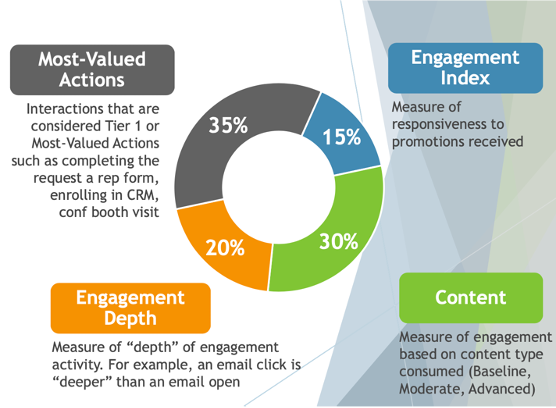 Most-Valued
Actions
Interactions that are
considered Tier 1 or
Most-Valued Actions
such as completing the
request a rep form,
enrolling in CRM,
conf booth visit
Engagement
Index
Measure of
responsiveness to
promotions received
35%
15%
20%
30%
Engagement
Depth
Measure of “depth” of engagement
activity. For example, an email click is
“deeper” than an email open
Content
Measure of engagement
based on content type
consumed (Baseline,
Moderate, Advanced)